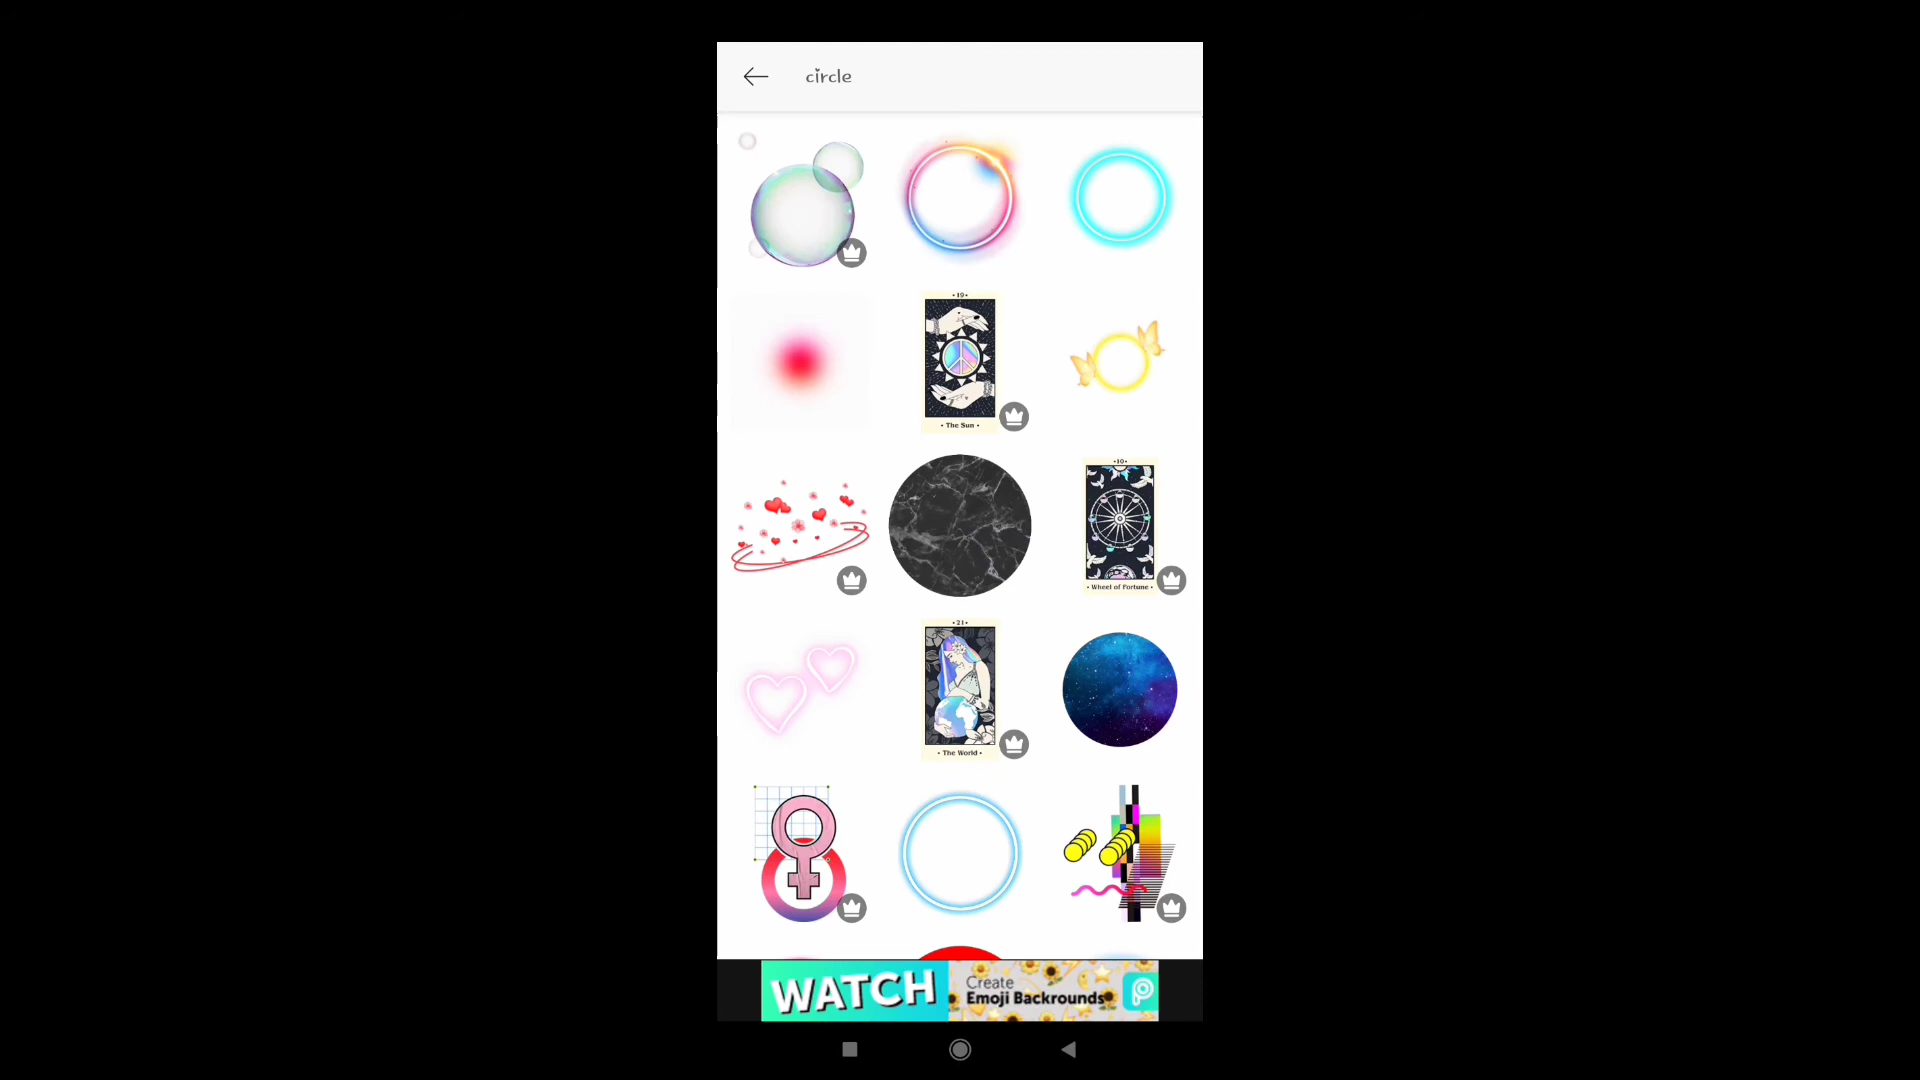 circle
• 19 •
• The Sun •
• 10 •
• Wheel of Fortune •
• 21 •
• The World •
WATCH
Create
Emoji Backrounds